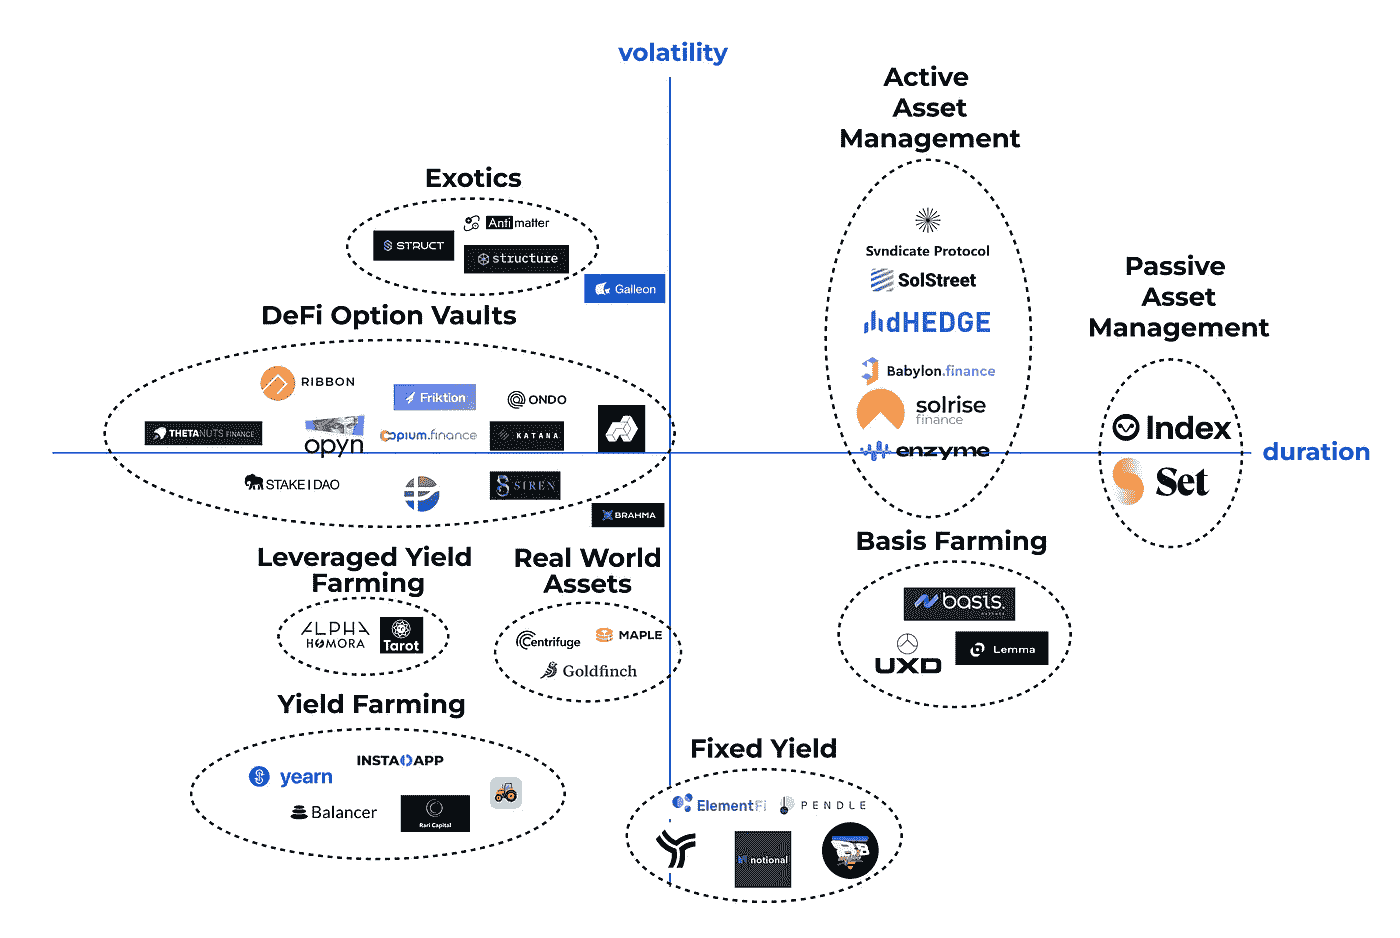 volatility
Active
Asset
Management
Exotics
Antimatter
STRUCT
structure
Svndicate Protocol
SolStreet
Galleon
Passive
Asset
Management
DeFi Option Vaults
dHEDGE
RIBBON
Friktion
ONDO
Babylon.finance
solrise
finance
THETANUTS FINANCE
opyn
opium.finance
KATANA
enzyme
Index
duration
STAKE DAO
SIREN
Set
BRAHMA
Leveraged Yield
Farming
Real World
Assets
Basis Farming
ALPHA
HOMORA
Tarot
Centrifuge
MAPLE
Goldfinch
basis.
UXD
Lemma
Yield Farming
Fixed Yield
yearn
INSTADAPP
Balancer
Rari Capital
ElementFi
PENDLE
notional